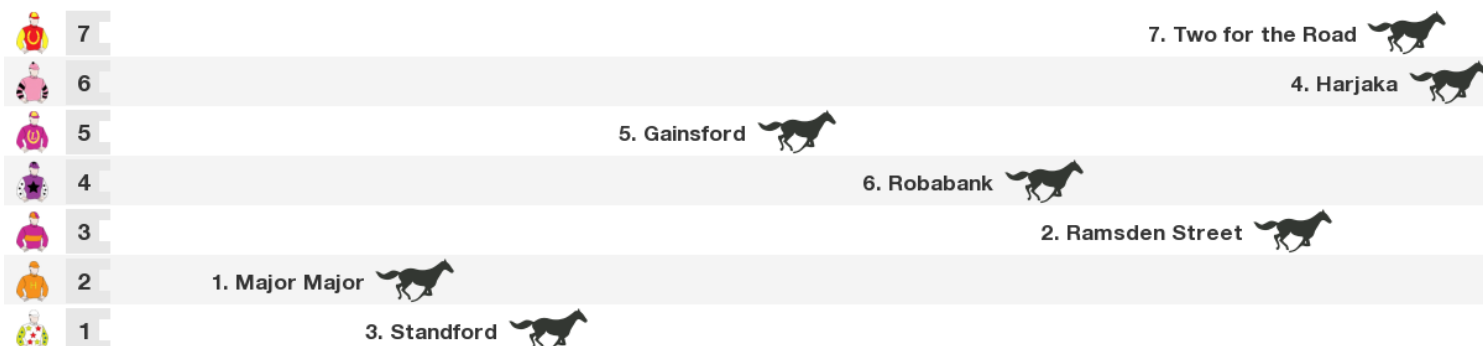 7 7. Two for the Road
6 4. Harjaka
5 5. Gainsford
4 6. Robabank
3 2. Ramsden Street
2 1. Major Major
1 3. Standford